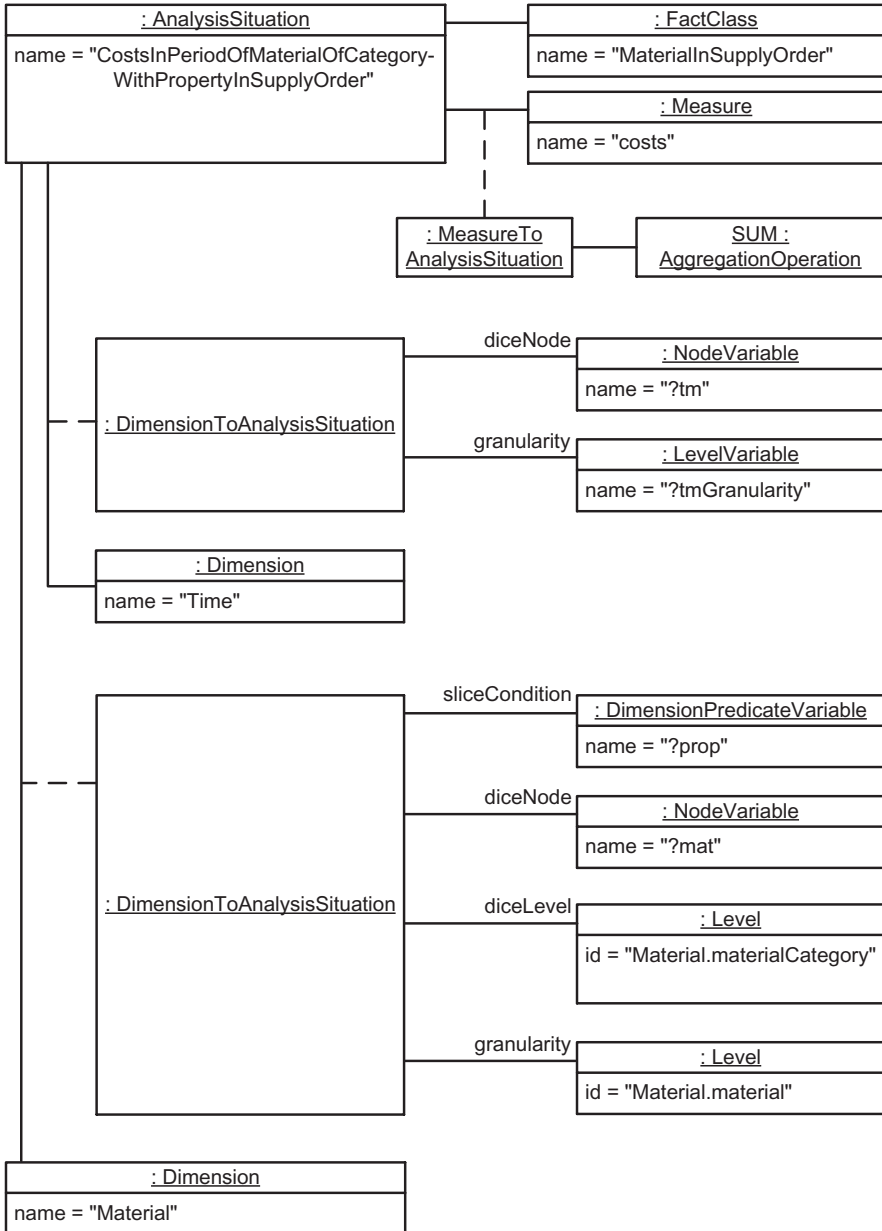 : AnalysisSituation
name = "CostsInPeriodOfMaterialOfCategory-
WithPropertyInSupplyOrder"
: FactClass
name = "MaterialInSupplyOrder"
: Measure
name = "costs"
: MeasureTo
AnalysisSituation
SUM :
AggregationOperation
: DimensionToAnalysisSituation
diceNode
: NodeVariable
name = "?tm"
granularity
: LevelVariable
name = "?tmGranularity"
: Dimension
name = "Time"
: DimensionToAnalysisSituation
sliceCondition
: DimensionPredicateVariable
name = "?prop"
diceNode
: NodeVariable
name = "?mat"
diceLevel
: Level
id = "Material.materialCategory"
granularity
: Level
id = "Material.material"
: Dimension
name = "Material"